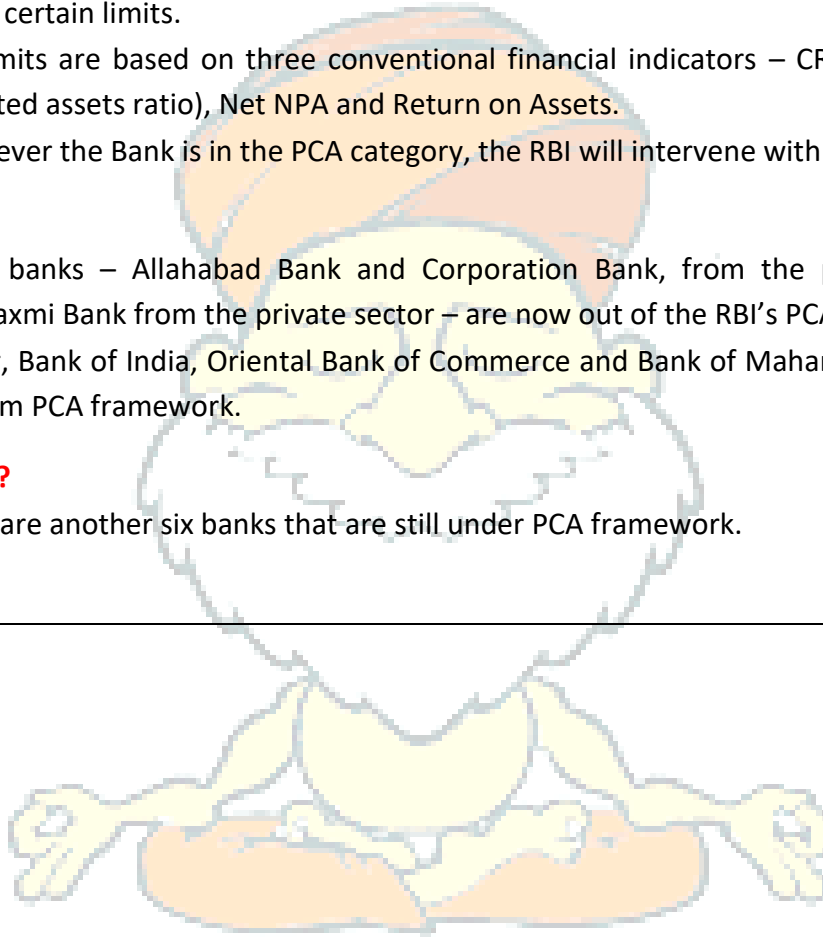 certain limits.
mits are based on three conventional financial indicators – CR
ted assets ratio), Net NPA and Return on Assets.
ever the Bank is in the PCA category, the RBI will intervene with
banks – Allahabad Bank and Corporation Bank, from the p
axmi Bank from the private sector – are now out of the RBI’s PCA
, Bank of India, Oriental Bank of Commerce and Bank of Mahar
m PCA framework.
?
are another six banks that are still under PCA framework.